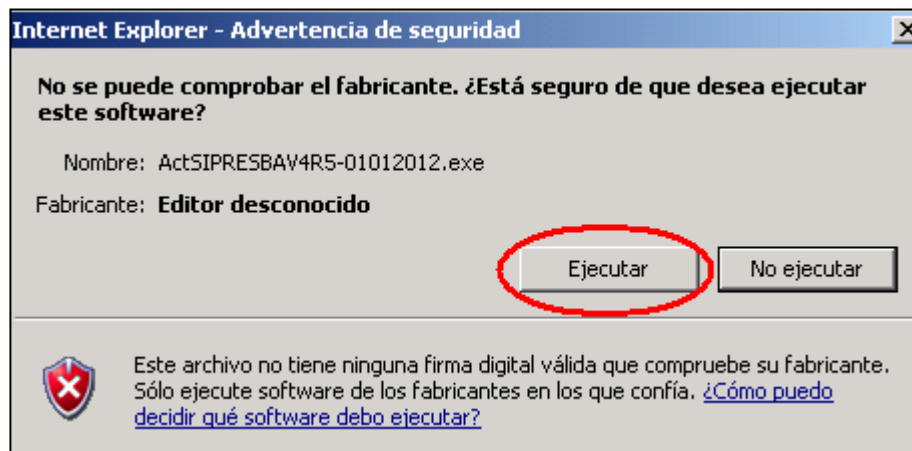 Internet Explorer - Advertencia de seguridad
No se puede comprobar el fabricante. ¿Está seguro de que desea ejecutar
este software?
Nombre: ActSIPRESBAV4R5-01012012.exe
Fabricante: Editor desconocido
Ejecutar No ejecutar
Este archivo no tiene ninguna firma digital válida que compruebe su fabricante.
Sólo ejecute software de los fabricantes en los que confía. ¿Cómo puedo
decidir qué software debo ejecutar?